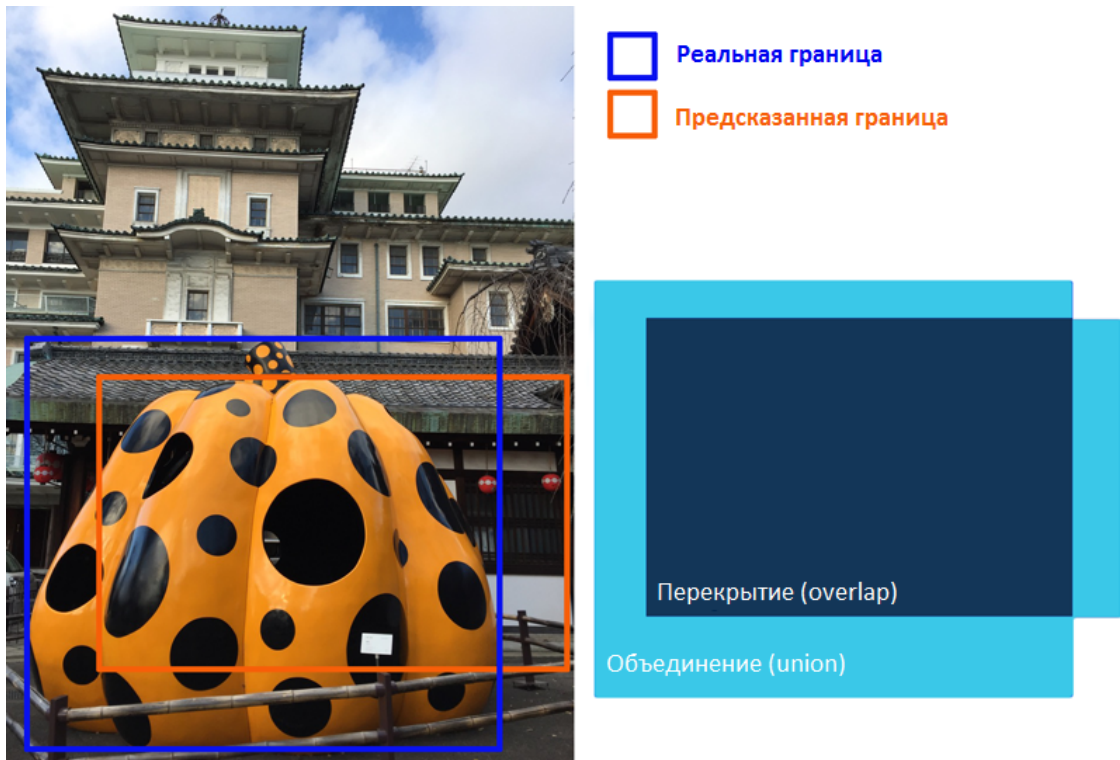 Реальная граница
Предсказанная граница
Перекрытие (overlap)
Объединение (union)